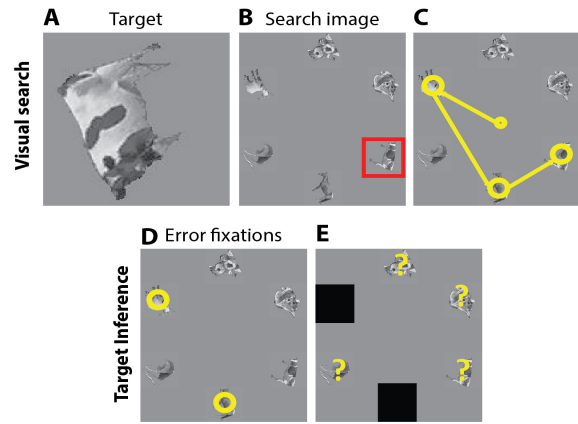 A Target
B Search image
C
Visual search
D Error fixations
E
Target Inference
?
?
?
?